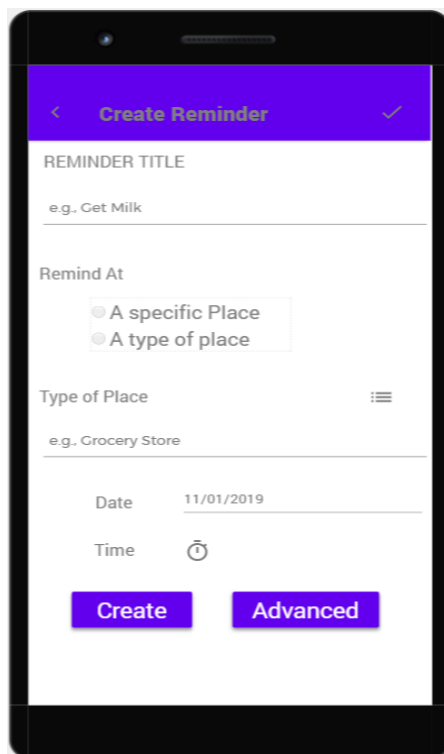 Create Reminder
REMINDER TITLE
e.g., Get Milk
Remind At
A specific Place
A type of place
Type of Place
e.g., Grocery Store
Date 11/01/2019
Time
Create Advanced